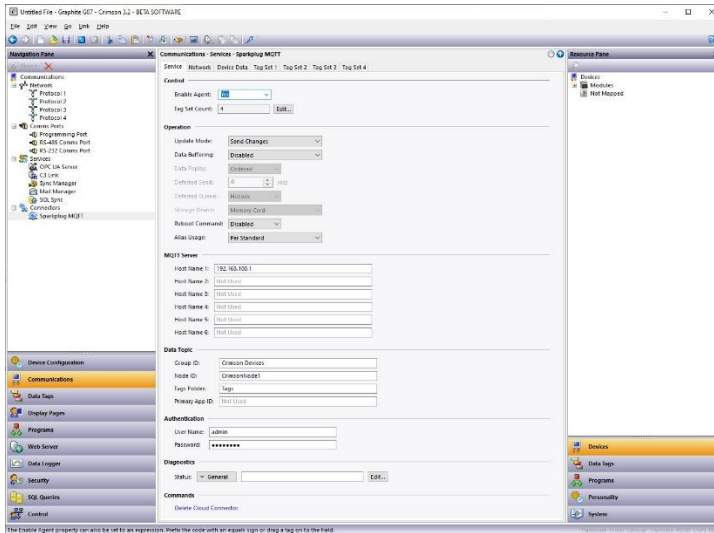 Untitled File - Graphite G07 - Crimson 3.2 - BETA SOFTWARE
File Edit View Go Link Help
Navigation Pane
Communications - Services - Sparkplug MQTT
Resource Pane
Service Network Device Data Tag Set 1 Tag Set 2 Tag Set 3 Tag Set 4
Communications
Network
Protocol 1
Protocol 2
Protocol 3
Protocol 4
Comms Ports
Programming Port
RS-485 Comms Port
RS-232 Comms Port
Services
OPC UA Server
C3 Link
Sync Manager
Mail Manager
SQL Sync
Connectors
Sparkplug MQTT
Device Configuration
Communications
Data Tags
Display Pages
Programs
Web Server
Data Logger
Security
SQL Queries
Control
Control
Enable Agent: Yes
Tag Set Count: 4 Edit...
Operation
Update Mode: Send Changes
Data Buffering: Disabled
Data Replay: Ordered
Deferred Send: 0
Deferred Queue: Historic
Storage Device: Memory Card
Reboot Command: Disabled
Alias Usage: Per Standard
MQTT Server
Host Name 1: 192.168.100.1
Host Name 2: Not Used
Host Name 3: Not Used
Host Name 4: Not Used
Host Name 5: Not Used
Host Name 6: Not Used
Data Topic
Group ID: Crimson Devices
Node ID: CrimsonNode1
Tags Folder: Tags
Primary App ID: Not Used
Authentication
User Name: admin
Password: ••••••••
Diagnostics
Status: General Edit...
Commands
Delete Cloud Connector
Devices
Modules
Not Mapped
Devices
Data Tags
Programs
Personality
System
The Enable Agent property can also be set to an expression. Prefix the code with an equals sign or drag a tag on to the field.